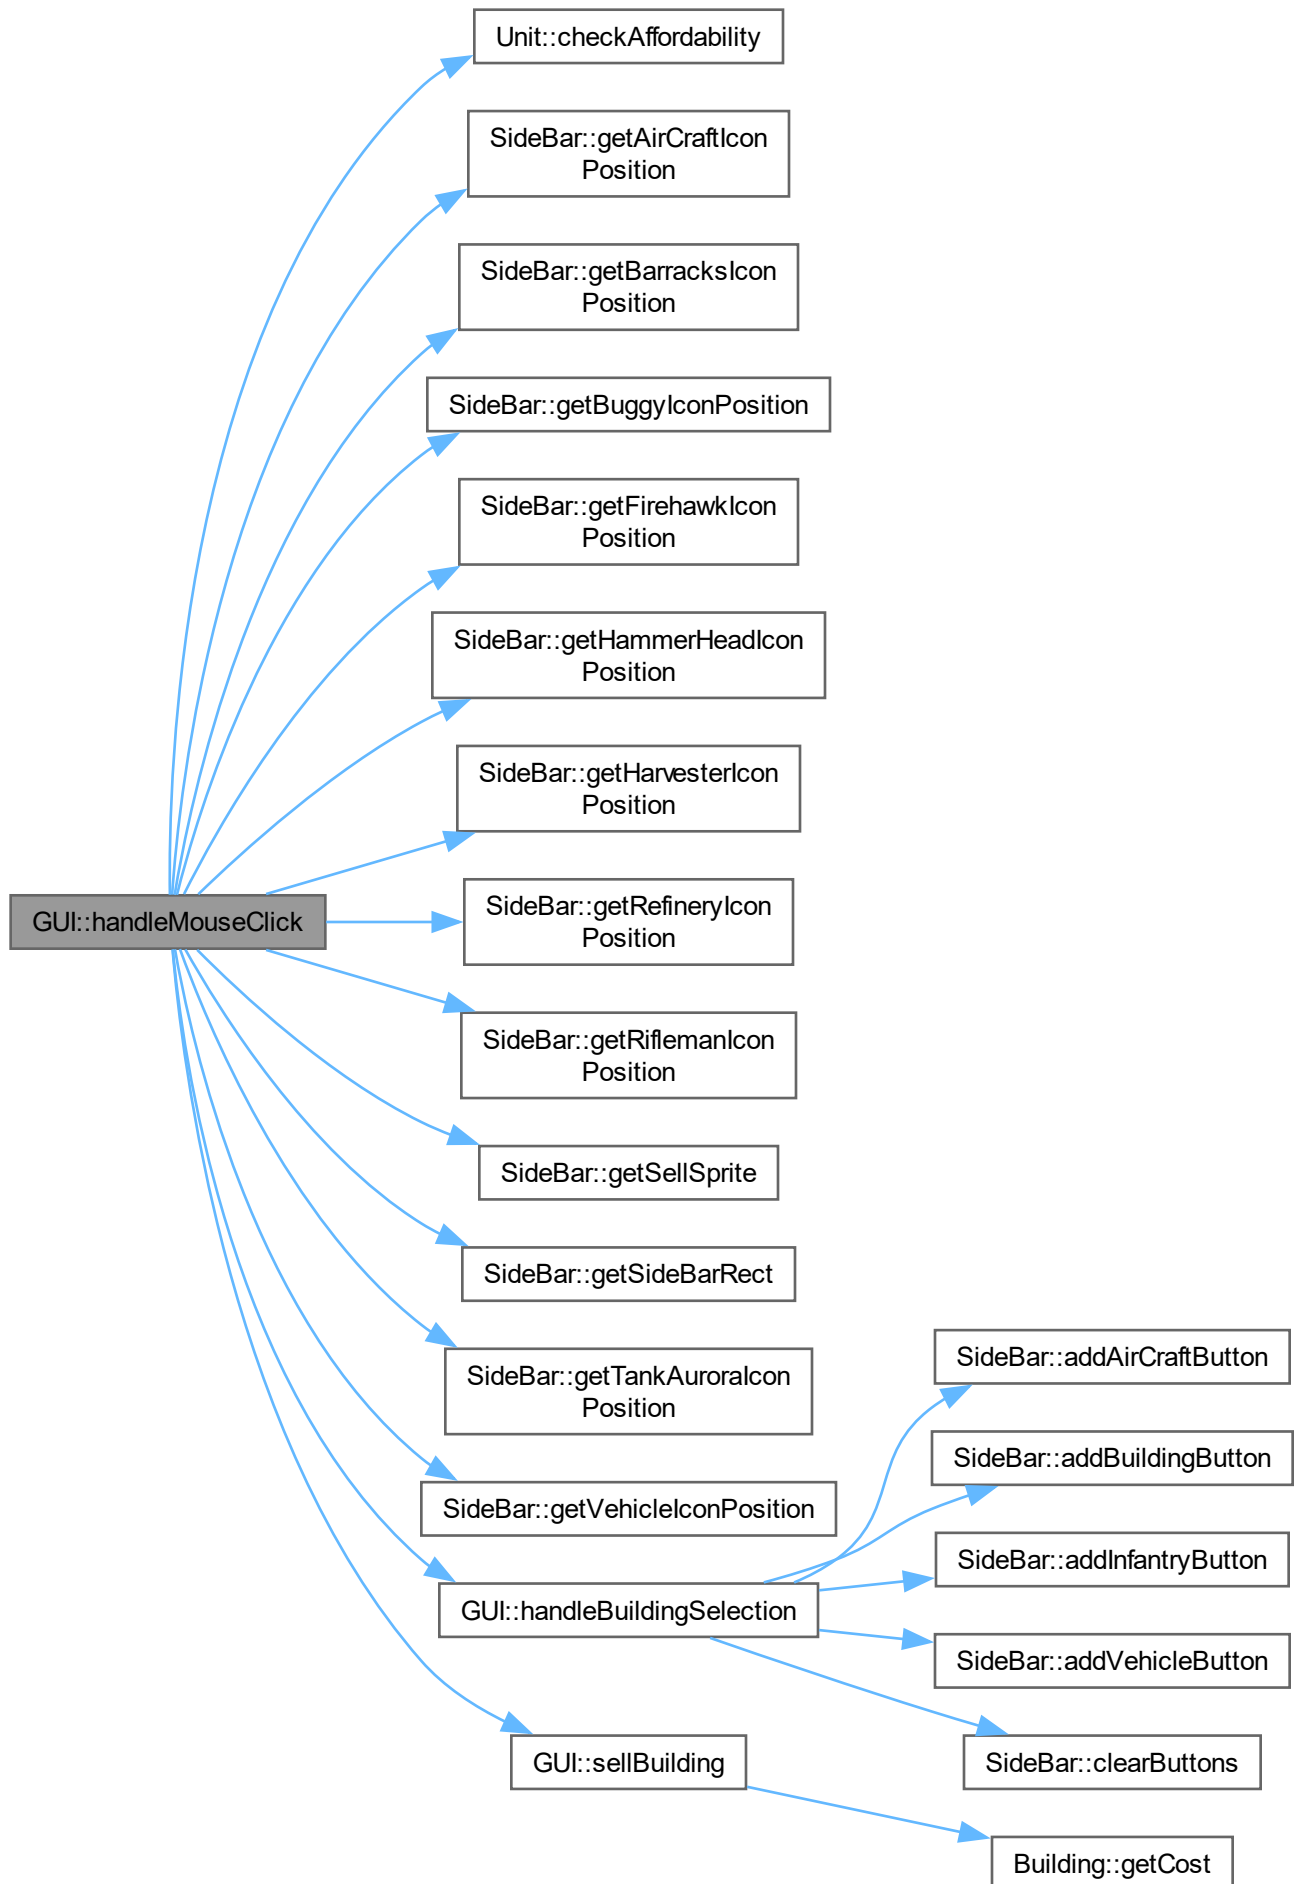 Unit::checkAffordability
SideBar::getAirCraftIcon
Position
SideBar::getBarracksIcon
Position
SideBar::getBuggyIconPosition
SideBar::getFirehawkIcon
Position
SideBar::getHammerHeadIcon
Position
SideBar::getHarvesterIcon
Position
GUI::handleMouseClick
SideBar::getRefineryIcon
Position
SideBar::getRiflemanIcon
Position
SideBar::getSellSprite
SideBar::getSideBarRect
SideBar::getTankAuroraIcon
Position
SideBar::getVehicleIconPosition
GUI::handleBuildingSelection
GUI::sellBuilding
SideBar::addAirCraftButton
SideBar::addBuildingButton
SideBar::addInfantryButton
SideBar::addVehicleButton
SideBar::clearButtons
Building::getCost